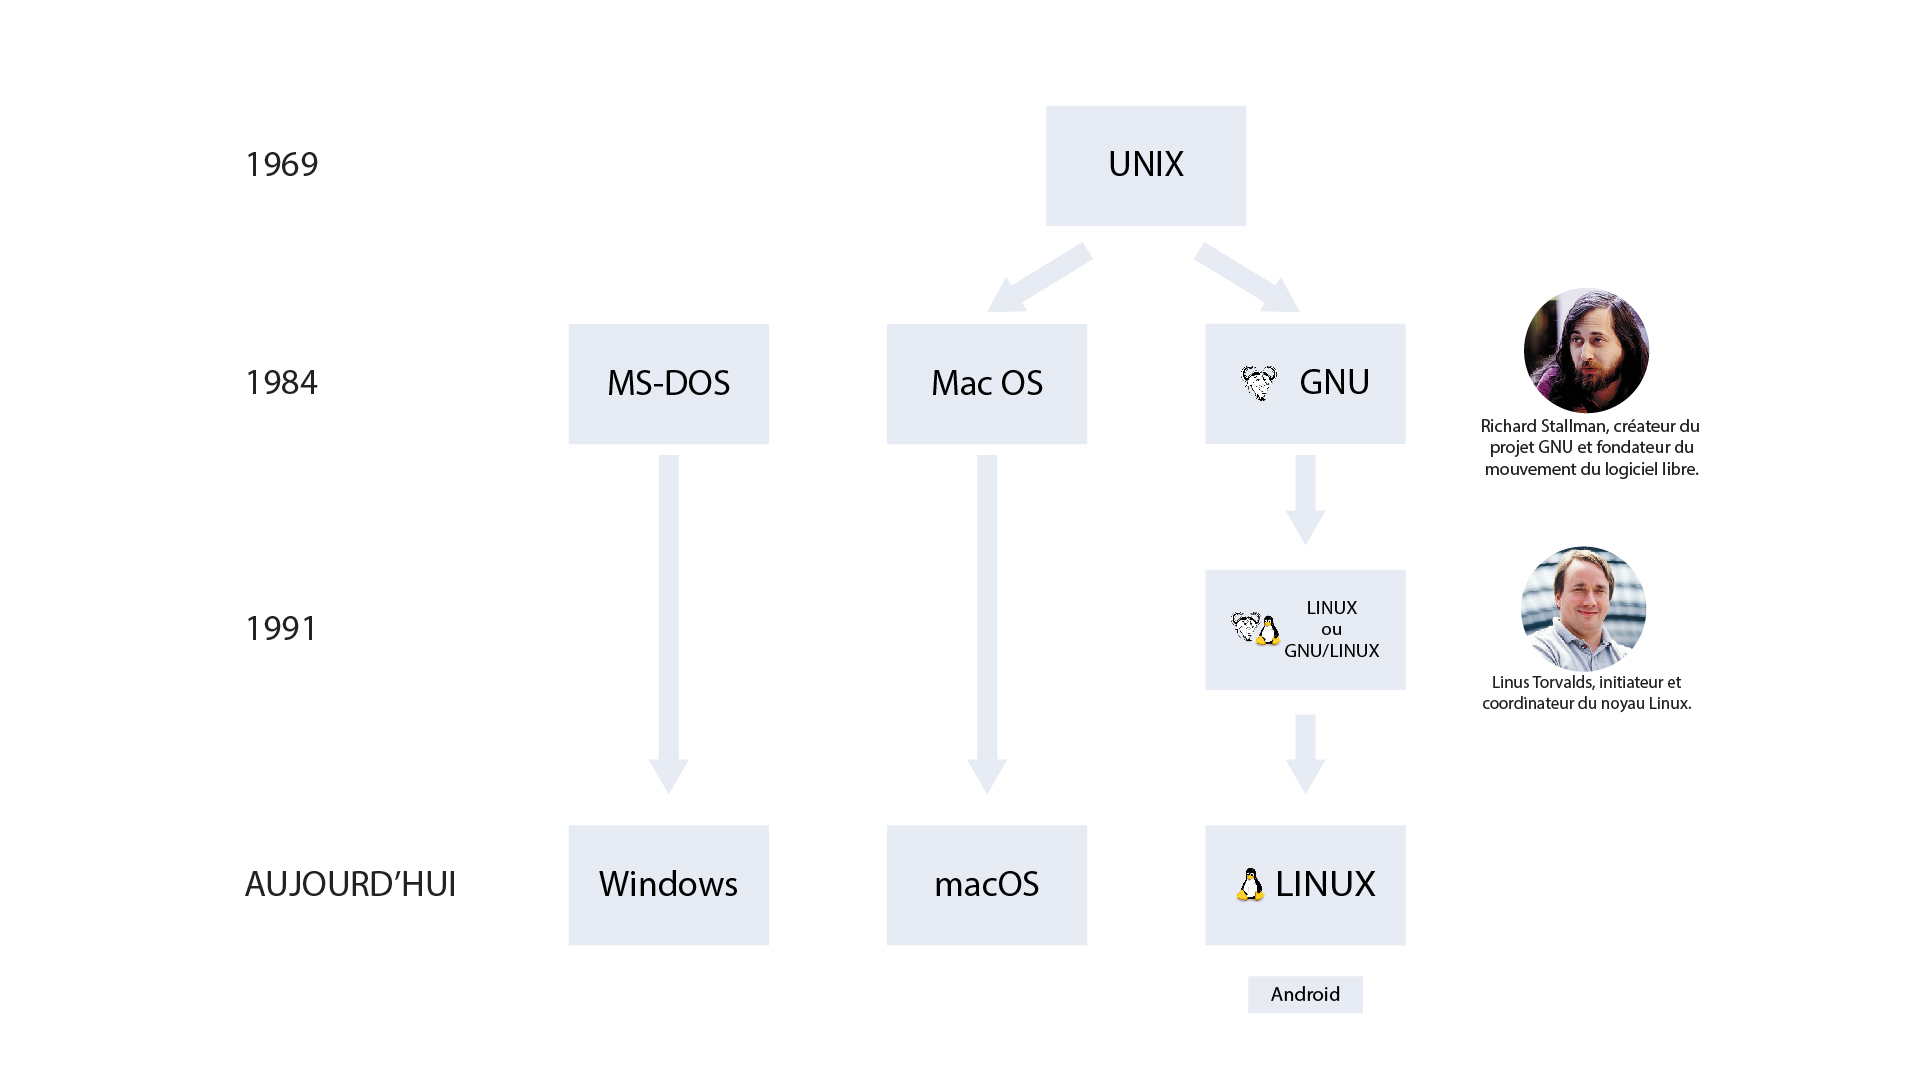 1969
UNIX
1984
MS-DOS
Mac OS
GNU
Richard Stallman, créateur du
projet GNU et fondateur du
mouvement du logiciel libre.
1991
LINUX
ou
GNU/LINUX
Linus Torvalds, initiateur et
coordinateur du noyau Linux.
AUJOURD’HUI
Windows
macOS
LINUX
Android